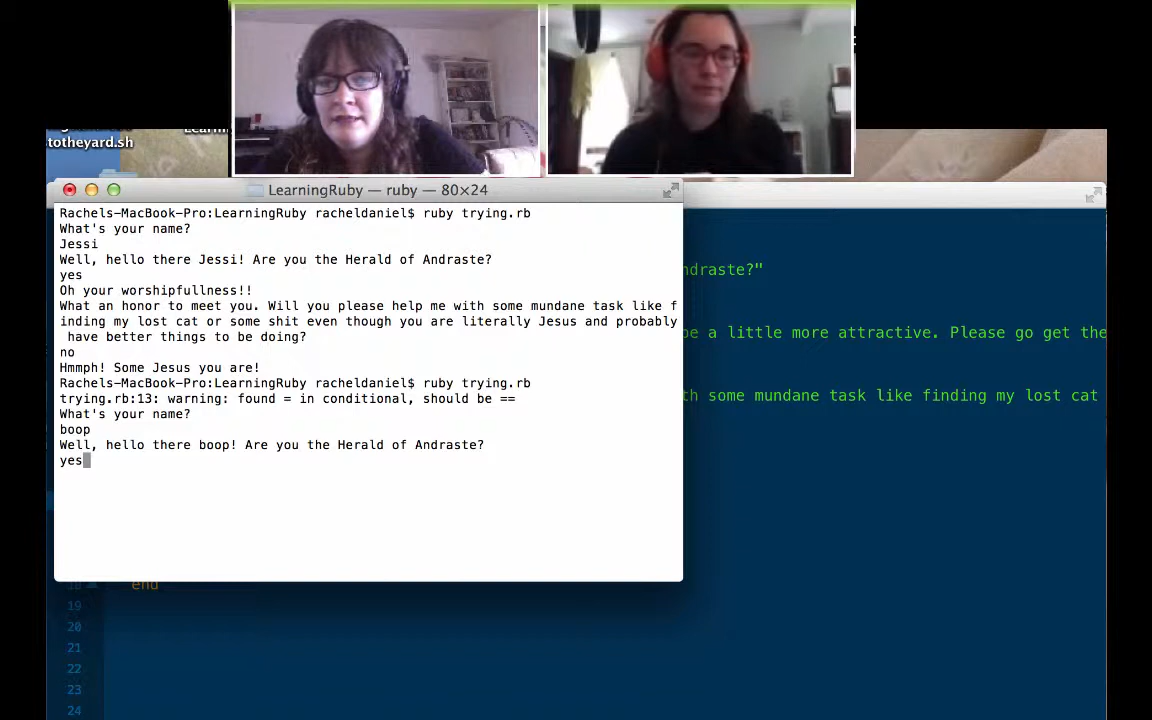 totheyard.sh
LearningRuby — ruby — 80×24
Rachels-MacBook-Pro:LearningRuby racheldaniel$ ruby trying.rb
What's your name?
Jessi
Well, hello there Jessi! Are you the Herald of Andraste?
yes
Oh your worshipfullness!!
What an honor to meet you. Will you please help me with some mundane task like f
inding my lost cat or some shit even though you are literally Jesus and probably
have better things to be doing?
no
Hmmph! Some Jesus you are!
Rachels-MacBook-Pro:LearningRuby racheldaniel$ ruby trying.rb
trying.rb:13: warning: found = in conditional, should be ==
What's your name?
boop
Well, hello there boop! Are you the Herald of Andraste?
yes
ndraste?"
be a little more attractive. Please go get the
th some mundane task like finding my lost cat
end
19
20
21
22
23
24